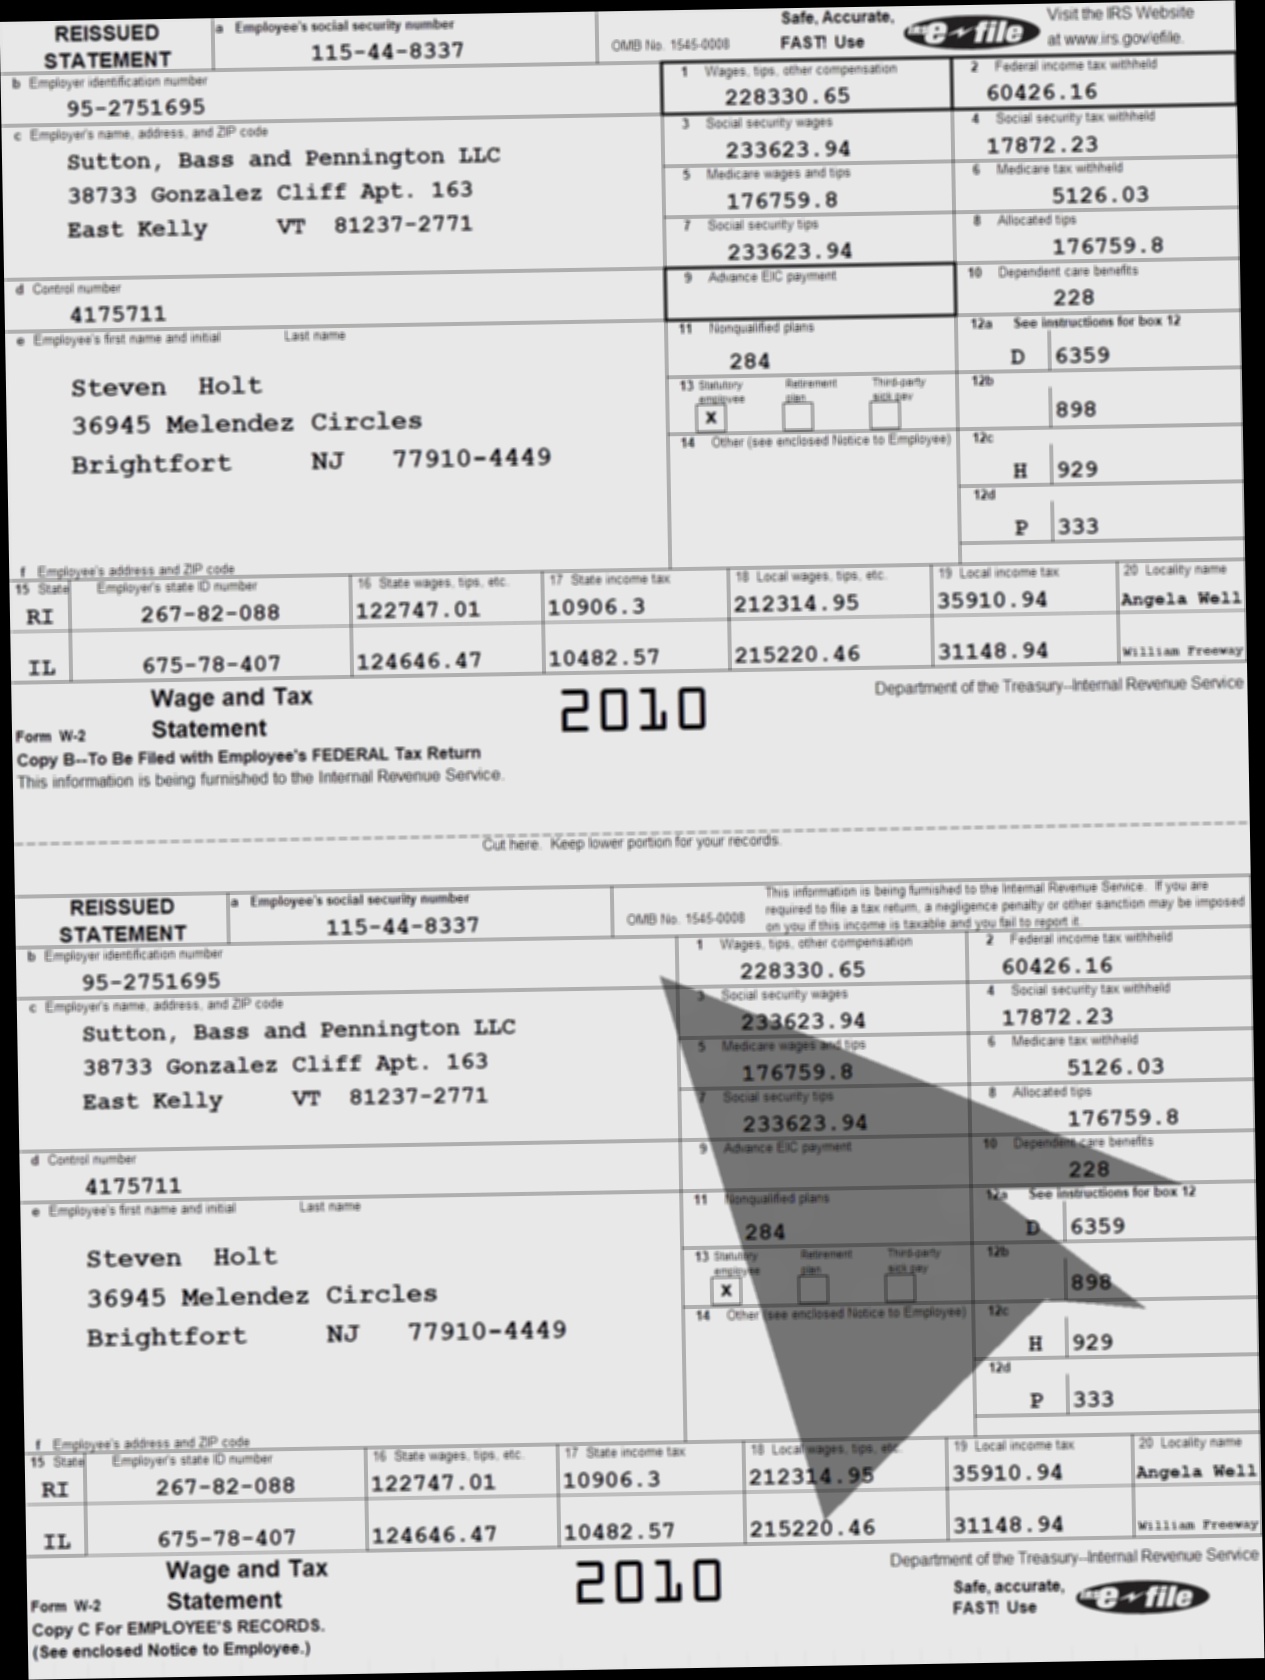 REISSUED STATEMENT
a Employee's social security number
115-44-8337
OMB No. 1545-0008
Safe, Accurate, FAST! Use
IRS e-file
Visit the IRS Website at www.irs.gov/efile.
b Employer identification number
95-2751695
1 Wages, tips, other compensation
228330.65
2 Federal income tax withheld
60426.16
c Employer's name, address, and ZIP code
Sutton, Bass and Pennington LLC
38733 Gonzalez Cliff Apt. 163
East Kelly VT 81237-2771
3 Social security wages
233623.94
4 Social security tax withheld
17872.23
5 Medicare wages and tips
176759.8
6 Medicare tax withheld
5126.03
7 Social security tips
233623.94
8 Allocated tips
176759.8
d Control number
4175711
9 Advance EIC payment
10 Dependent care benefits
228
e Employee's first name and initial Last name
Steven Holt
36945 Melendez Circles
Brightfort NJ 77910-4449
11 Nonqualified plans
284
12a See instructions for box 12
D 6359
13 Statutory employee Retirement plan Third-party sick pay
X
12b
898
14 Other (see enclosed Notice to Employee)
12c
H 929
12d
P 333
f Employee's address and ZIP code
15 State Employer's state ID number 16 State wages, tips, etc. 17 State income tax 18 Local wages, tips, etc. 19 Local income tax 20 Locality name
RI 267-82-088 122747.01 10906.3 212314.95 35910.94 Angela Well
IL 675-78-407 124646.47 10482.57 215220.46 31148.94 William Freeway
Form W-2 Wage and Tax Statement
2010
Department of the Treasury--Internal Revenue Service
Copy B--To Be Filed with Employee's FEDERAL Tax Return
This information is being furnished to the Internal Revenue Service.
Cut here. Keep lower portion for your records.
REISSUED STATEMENT
a Employee's social security number
115-44-8337
OMB No. 1545-0008
This information is being furnished to the Internal Revenue Service. If you are
required to file a tax return, a negligence penalty or other sanction may be imposed
on you if this income is taxable and you fail to report it.
b Employer identification number
95-2751695
1 Wages, tips, other compensation
228330.65
2 Federal income tax withheld
60426.16
c Employer's name, address, and ZIP code
Sutton, Bass and Pennington LLC
38733 Gonzalez Cliff Apt. 163
East Kelly VT 81237-2771
3 Social security wages
233623.94
4 Social security tax withheld
17872.23
5 Medicare wages and tips
176759.8
6 Medicare tax withheld
5126.03
7 Social security tips
233623.94
8 Allocated tips
176759.8
d Control number
4175711
9 Advance EIC payment
10 Dependent care benefits
228
e Employee's first name and initial Last name
Steven Holt
36945 Melendez Circles
Brightfort NJ 77910-4449
11 Nonqualified plans
284
12a See instructions for box 12
D 6359
13 Statutory employee Retirement plan Third-party sick pay
X
12b
898
14 Other (see enclosed Notice to Employee)
12c
H 929
12d
P 333
f Employee's address and ZIP code
15 State Employer's state ID number 16 State wages, tips, etc. 17 State income tax 18 Local wages, tips, etc. 19 Local income tax 20 Locality name
RI 267-82-088 122747.01 10906.3 212314.95 35910.94 Angela Well
IL 675-78-407 124646.47 10482.57 215220.46 31148.94 William Freeway
Form W-2 Wage and Tax Statement
2010
Department of the Treasury--Internal Revenue Service
Safe, accurate, FAST! Use
IRS e-file
Copy C For EMPLOYEE'S RECORDS.
(See enclosed Notice to Employee.)